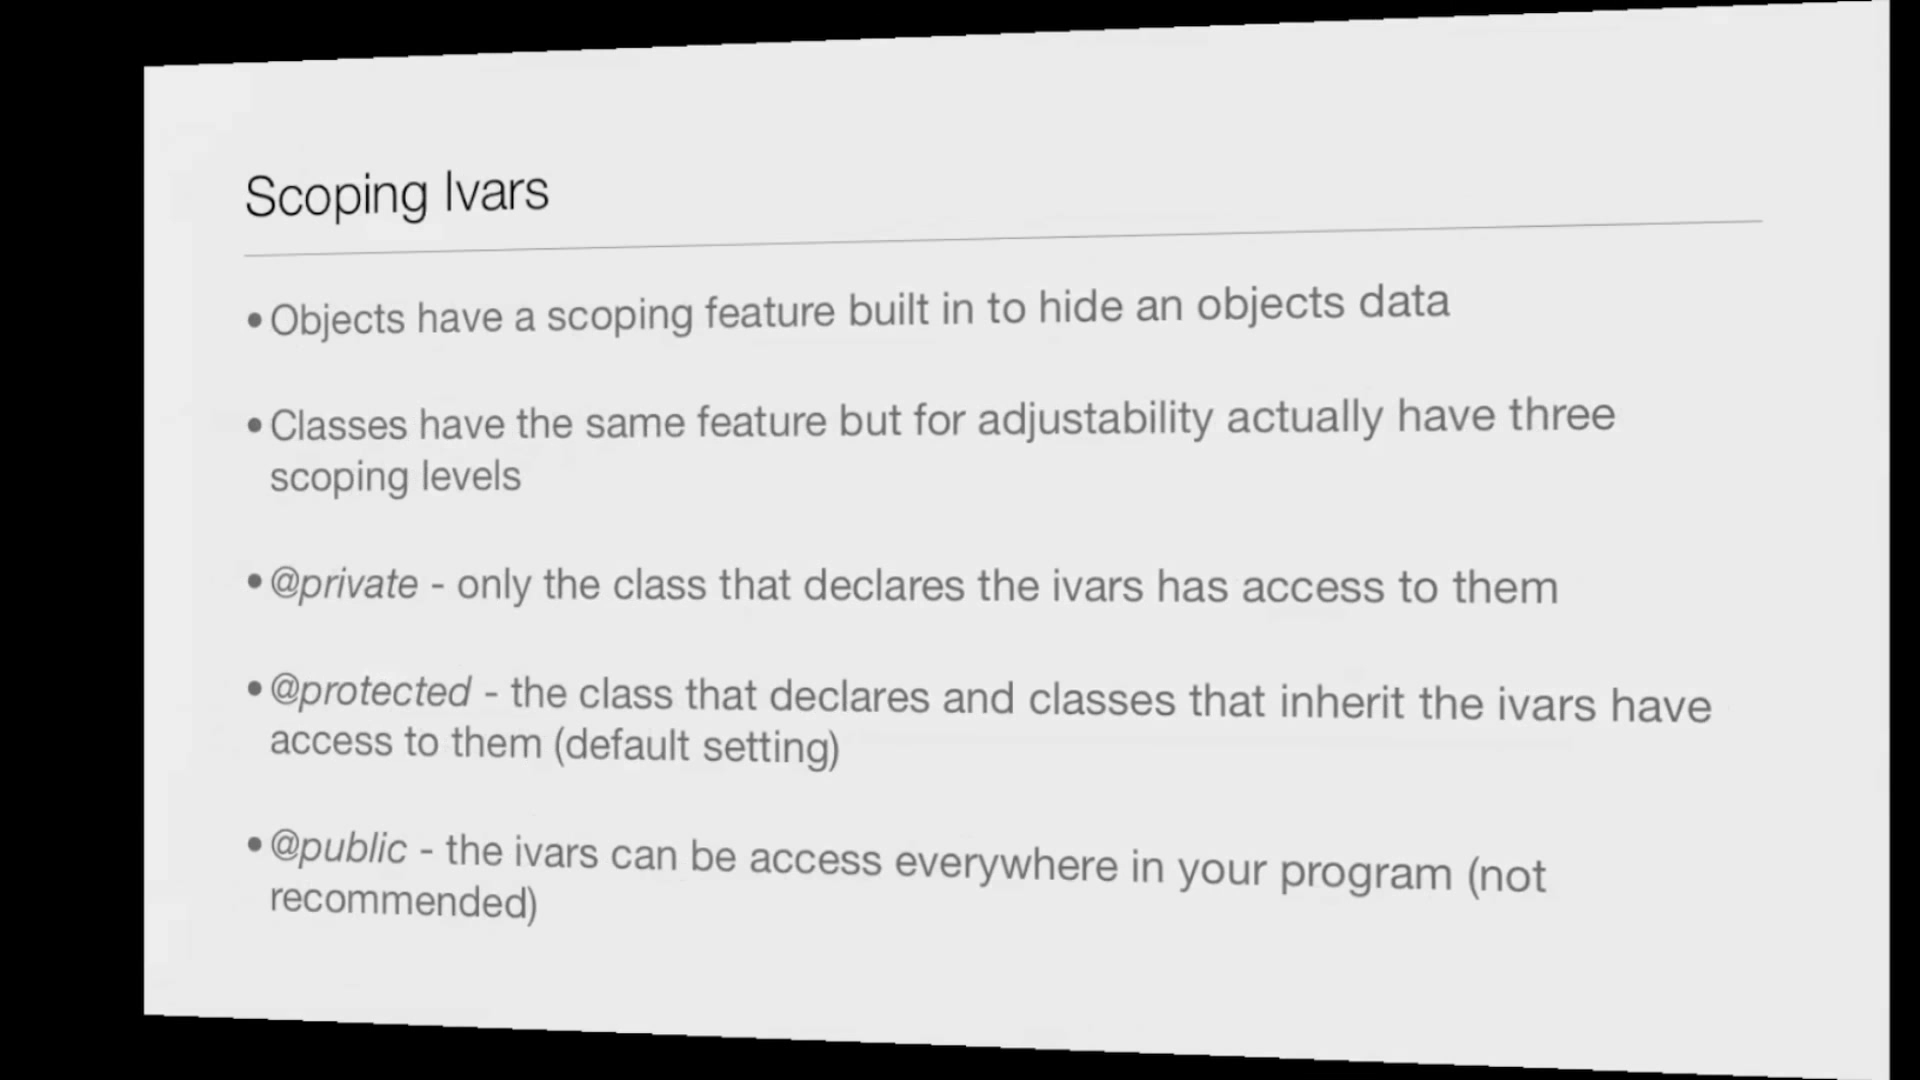 Scoping Ivars
• Objects have a scoping feature built in to hide an objects data
• Classes have the same feature but for adjustability actually have three
scoping levels
• @private - only the class that declares the ivars has access to them
• @protected - the class that declares and classes that inherit the ivars have
access to them (default setting)
• @public - the ivars can be access everywhere in your program (not
recommended)